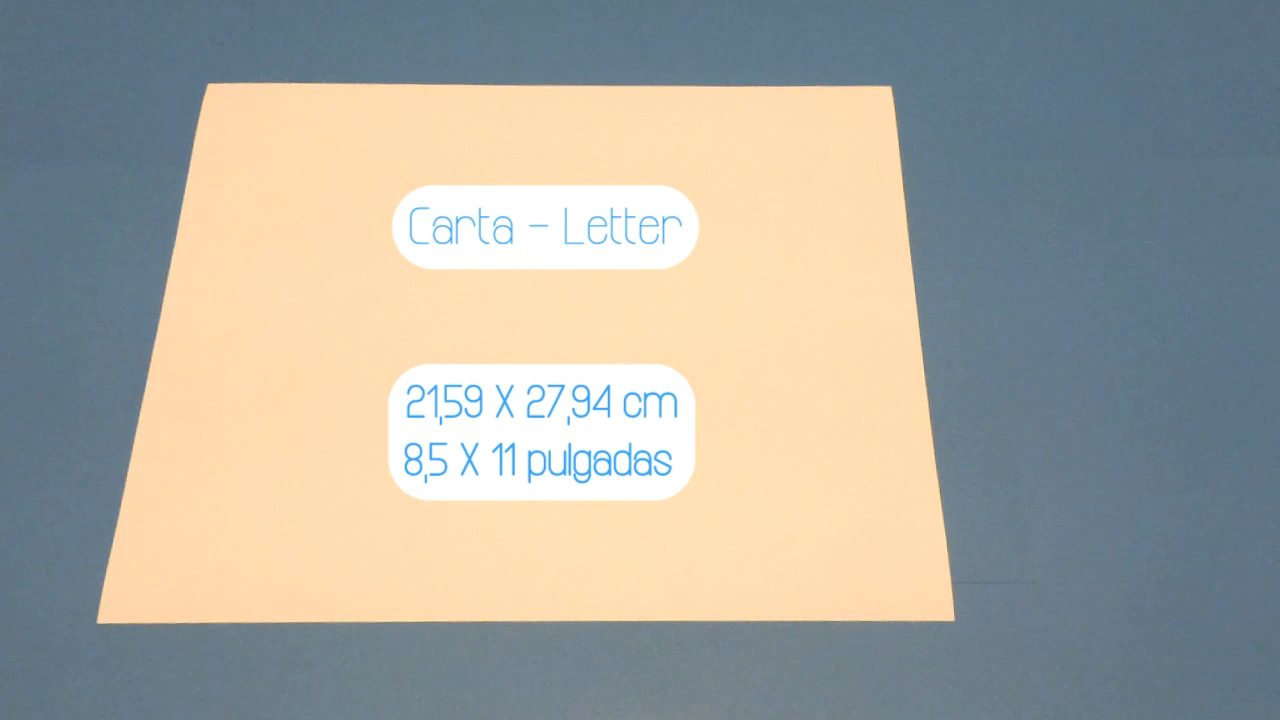 Carta - Letter
21,59 X 27,94 cm
8,5 X 11 pulgadas